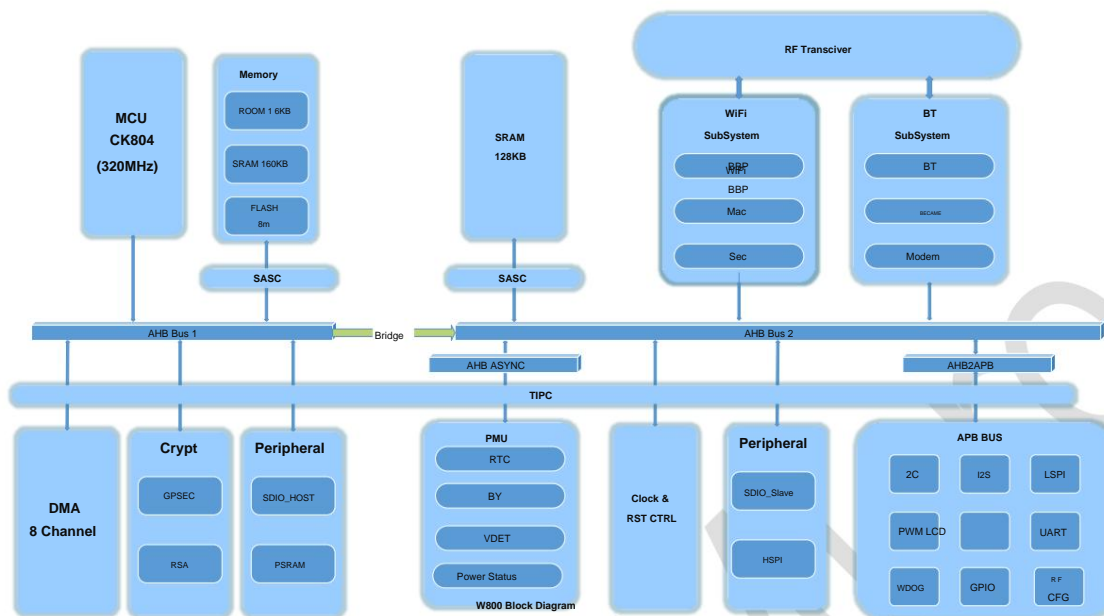 RF Transciver
MCU
CK804
(320MHz)
Memory
ROOM 1 6KB
SRAM 160KB
FLASH
8m
SASC
SRAM
128KB
SASC
WiFi
SubSystem
BBP
WiFi
BBP
Mac
Sec
BT
SubSystem
BT
BECAME
Modem
AHB Bus 1
Bridge
AHB Bus 2
AHB ASYNC
AHB2APB
TIPC
DMA
8 Channel
Crypt
GPSEC
RSA
Peripheral
SDIO_HOST
PSRAM
PMU
RTC
BY
VDET
Power Status
Clock &
RST CTRL
Peripheral
SDIO_Slave
HSPI
APB BUS
2C
I2S
LSPI
PWM LCD
UART
WDOG
GPIO
R F
CFG
W800 Block Diagram